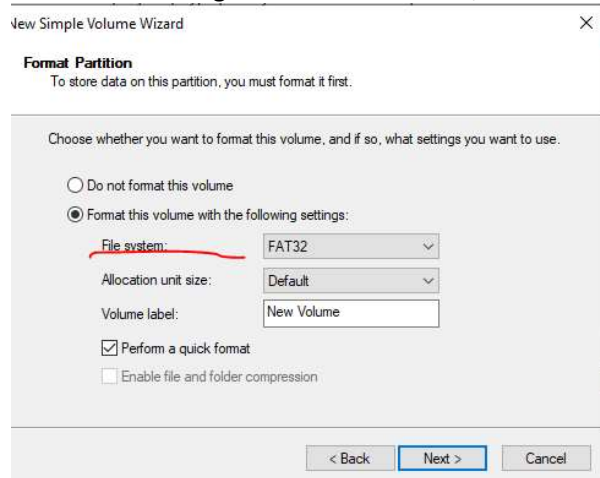 New Simple Volume Wizard
Format Partition
To store data on this partition, you must format it first.
Choose whether you want to format this volume, and if so, what settings you want to use.
Do not format this volume
Format this volume with the following settings:
File system: FAT32
Allocation unit size: Default
Volume label: New Volume
Perform a quick format
Enable file and folder compression
< Back Next > Cancel